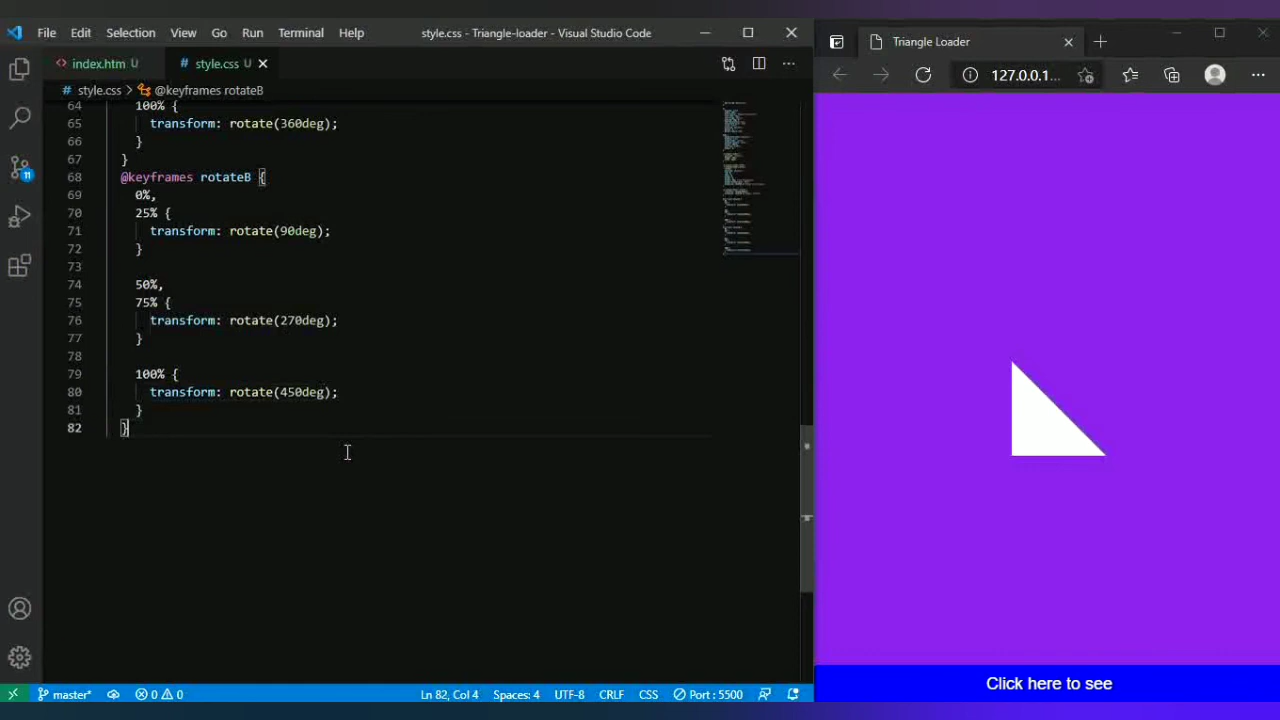 File Edit Selection View Go Run Terminal Help style.css - Triangle-loader - Visual Studio Code
index.htm U style.css U
style.css > @keyframes rotateB
64 100% {
65 transform: rotate(360deg);
66 }
67 }
68 @keyframes rotateB {
69 0%,
70 25% {
71 transform: rotate(90deg);
72 }
73
74 50%,
75 75% {
76 transform: rotate(270deg);
77 }
78
79 100% {
80 transform: rotate(450deg);
81 }
82 }
11
master* 0 0 Ln 82, Col 4 Spaces: 4 UTF-8 CRLF CSS Port : 5500
Triangle Loader
127.0.0.1...
Click here to see